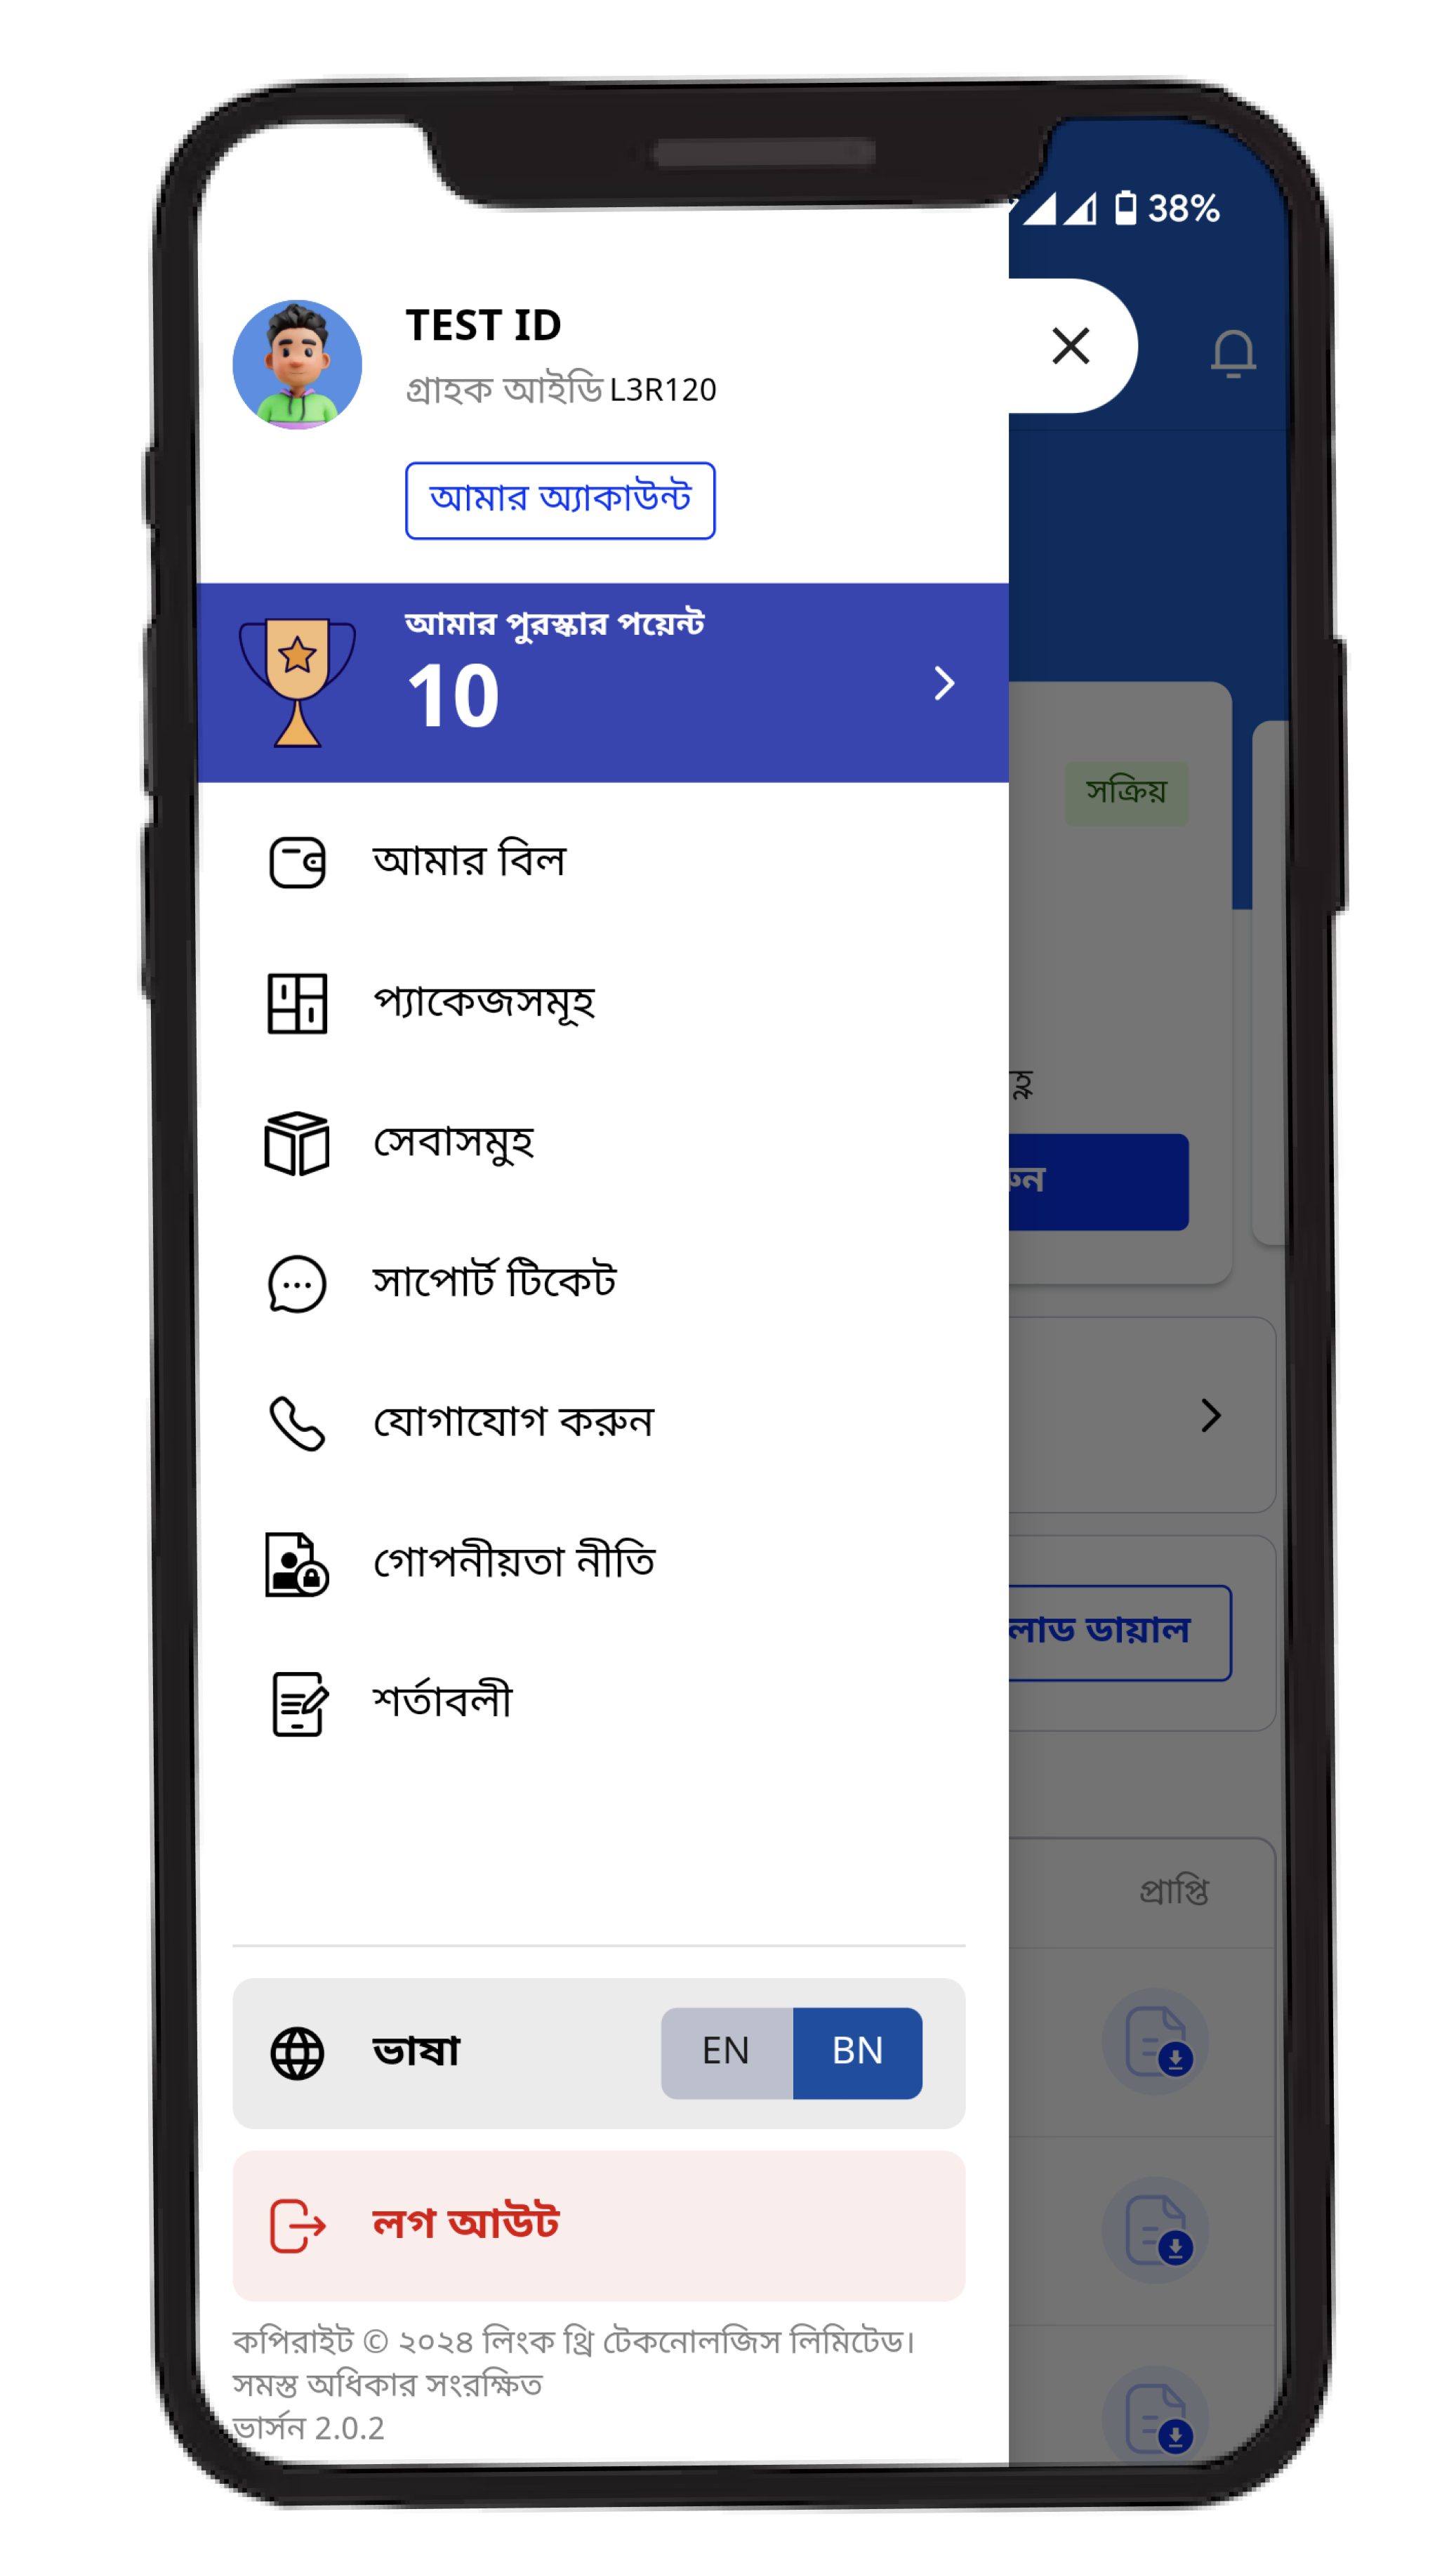 38%
TEST ID
গ্রাহক আইডি L3R120
আমার অ্যাকাউন্ট
আমার পুরস্কার পয়েন্ট
10
সক্রিয়
আমার বিল
প্যাকেজসমূহ
সেবাসমুহ
সাপোর্ট টিকেট
যোগাযোগ করুন
গোপনীয়তা নীতি
ডায়াল
শর্তাবলী
প্রাপ্তি
ভাষা EN BN
লগ আউট
কপিরাইট © ২০২৪ লিংক থ্রি টেকনোলজিস লিমিটেড।
সমস্ত অধিকার সংরক্ষিত
ভার্সন 2.0.2